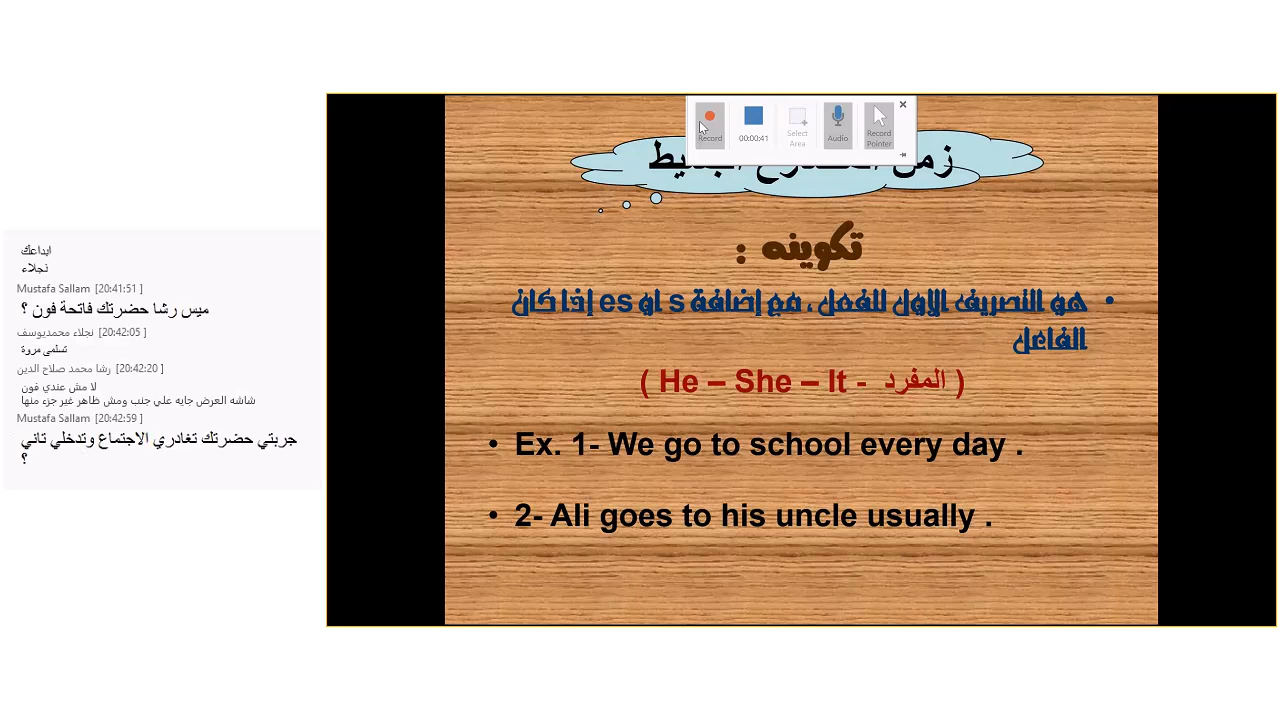 ابداعك
نجلاء
Mustafa Sallam [20:41:51 ]
ميس رشا حضرتك فاتحة فون ؟
نجلاء محمديوسف [20:42:05 ]
تسلمى مروة
رشا محمد صلاح الدين [20:42:20 ]
لا مش عندي فون
شاشه العرض جايه علي جنب ومش ظاهر غير جزء منها
Mustafa Sallam [20:42:59 ]
جربتي حضرتك تغادري الاجتماع وتدخلي تاني
؟
Record
00:00:41
Select
Area
Audio
Record
Pointer
زمن
تكوينه :
• هو التصريف الاول للفعل ، مع إضافة s او es إذا كان
الفاعل
( He – She – It - المفرد )
• Ex. 1- We go to school every day .
• 2- Ali goes to his uncle usually .